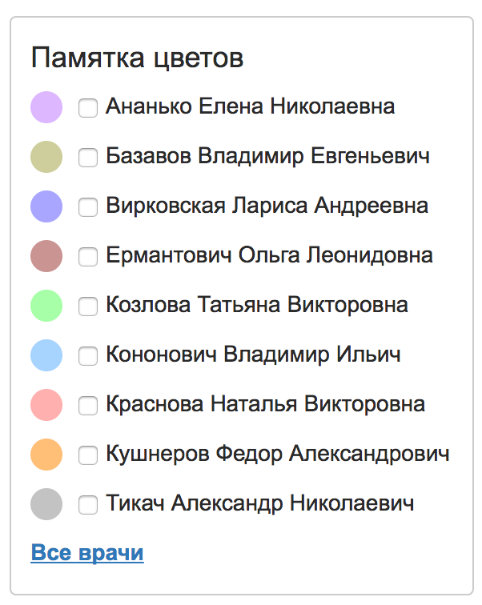 Памятка цветов
Ананько Елена Николаевна
Базавов Владимир Евгеньевич
Вирковская Лариса Андреевна
Ермантович Ольга Леонидовна
Козлова Татьяна Викторовна
Кононович Владимир Ильич
Краснова Наталья Викторовна
Кушнеров Федор Александрович
Тикач Александр Николаевич
Все врачи